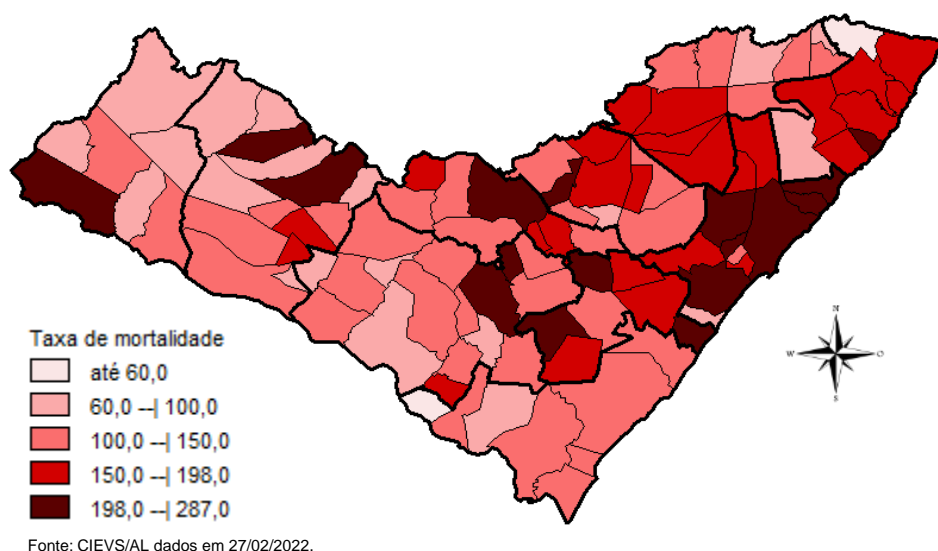 N
W
O
S
Taxa de mortalidade
até 60,0
60,0 --| 100,0
100,0 --| 150,0
150,0 --| 198,0
198,0 --| 287,0
Fonte: CIEVS/AL dados em 27/02/2022.